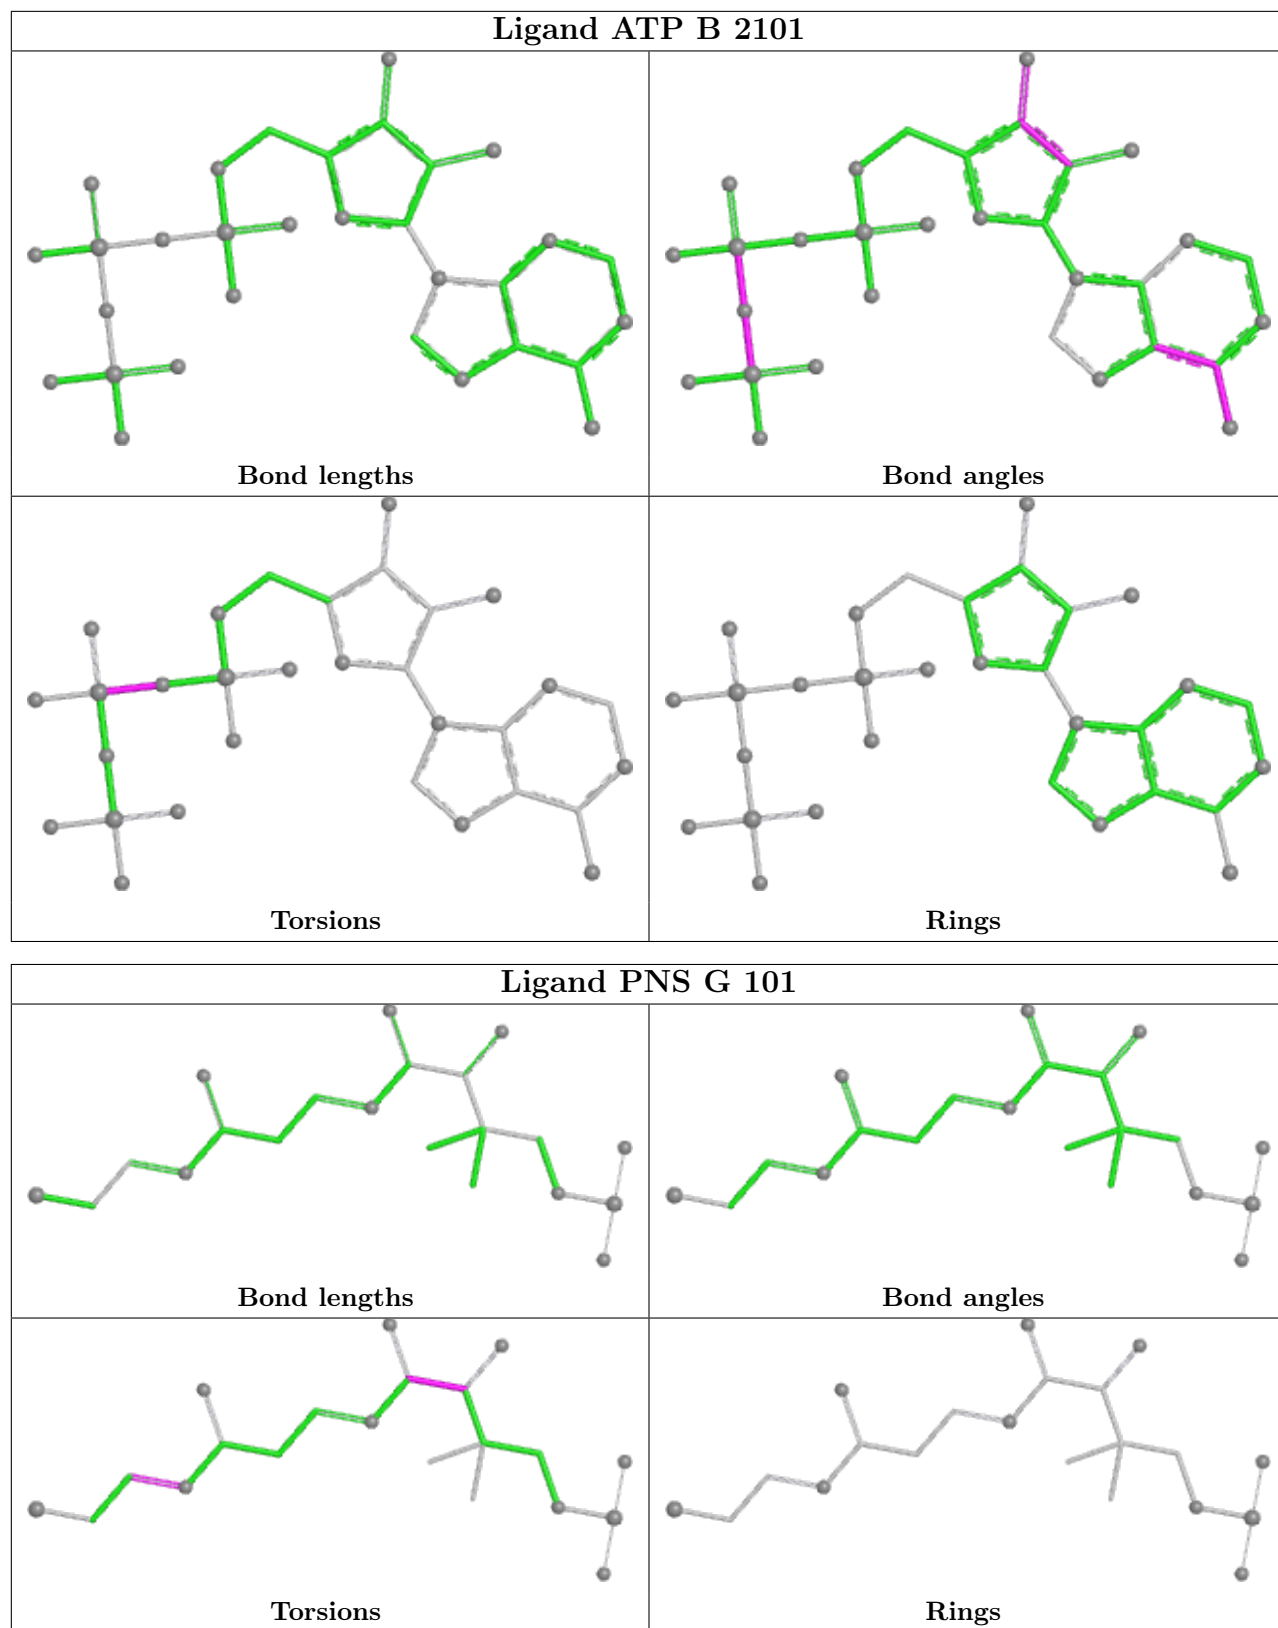 Ligand ATP B 2101
Bond lengths
Bond angles
Torsions
Rings
Ligand PNS G 101
Bond lengths
Bond angles
Torsions
Rings